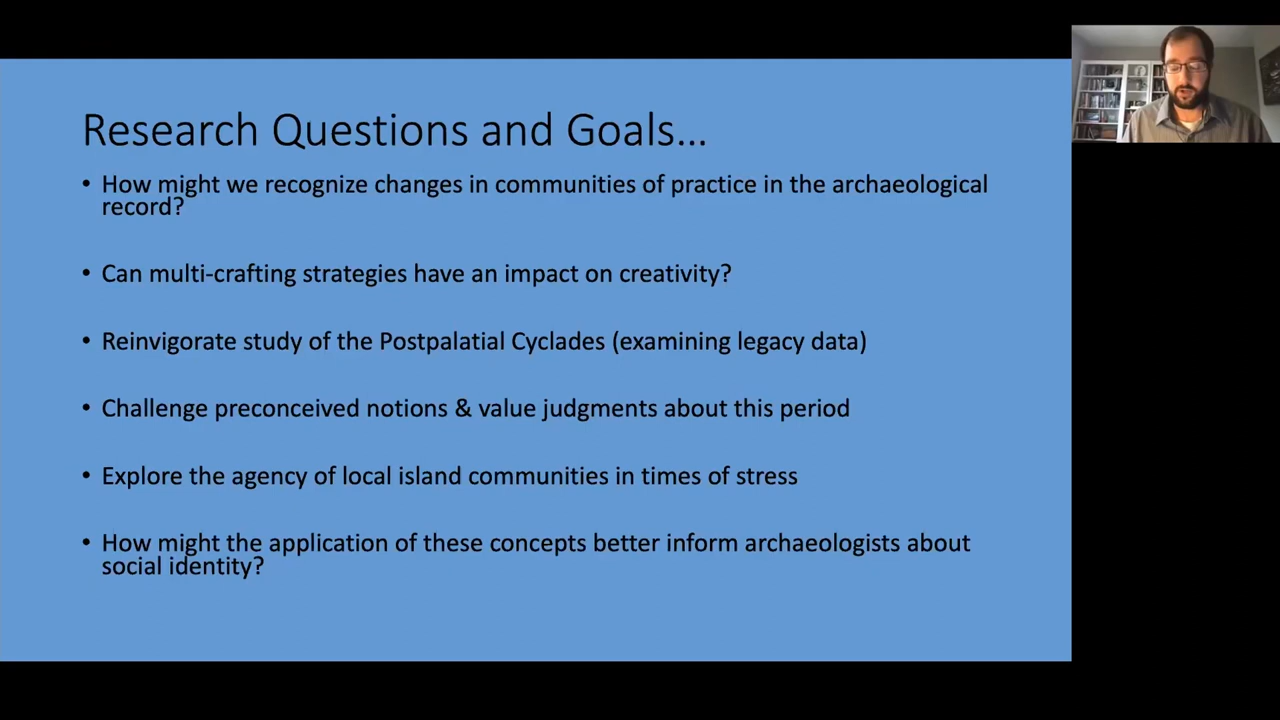 Research Questions and Goals...
• How might we recognize changes in communities of practice in the archaeological
record?
• Can multi-crafting strategies have an impact on creativity?
• Reinvigorate study of the Postpalatial Cyclades (examining legacy data)
• Challenge preconceived notions & value judgments about this period
• Explore the agency of local island communities in times of stress
• How might the application of these concepts better inform archaeologists about
social identity?